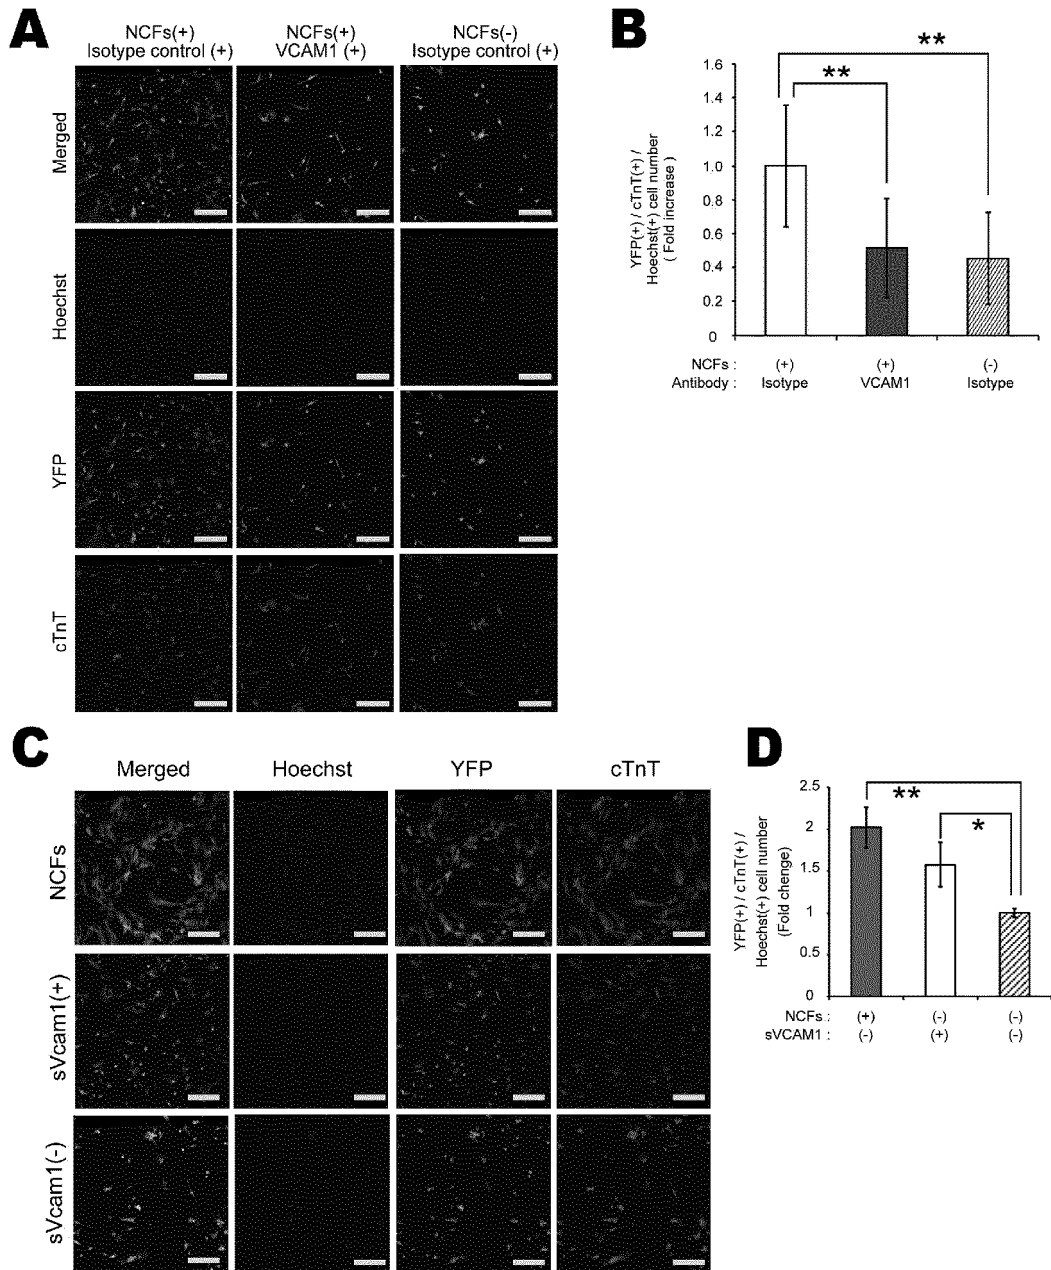 A
NCFs(+)
Isotype control (+)
NCFs(+)
VCAM1 (+)
NCFs(-)
Isotype control (+)
Merged
Hoechst
YFP
cTnT
B
**
**
1.6
1.4
1.2
1.0
0.8
0.6
0.4
0.2
0
YFP(+) / cTnT(+) /
Hoechst(+) cell number
( Fold increase )
NCFs : (+) (+) (-)
Antibody : Isotype VCAM1 Isotype
C
Merged Hoechst YFP cTnT
NCFs
sVcam1(+)
sVcam1(-)
D
**
*
2.5
2
1.5
1
0.5
0
YFP(+) / cTnT(+) /
Hoechst(+) cell number
(Fold chenge)
NCFs : (+) (-) (-)
sVCAM1 : (-) (+) (-)